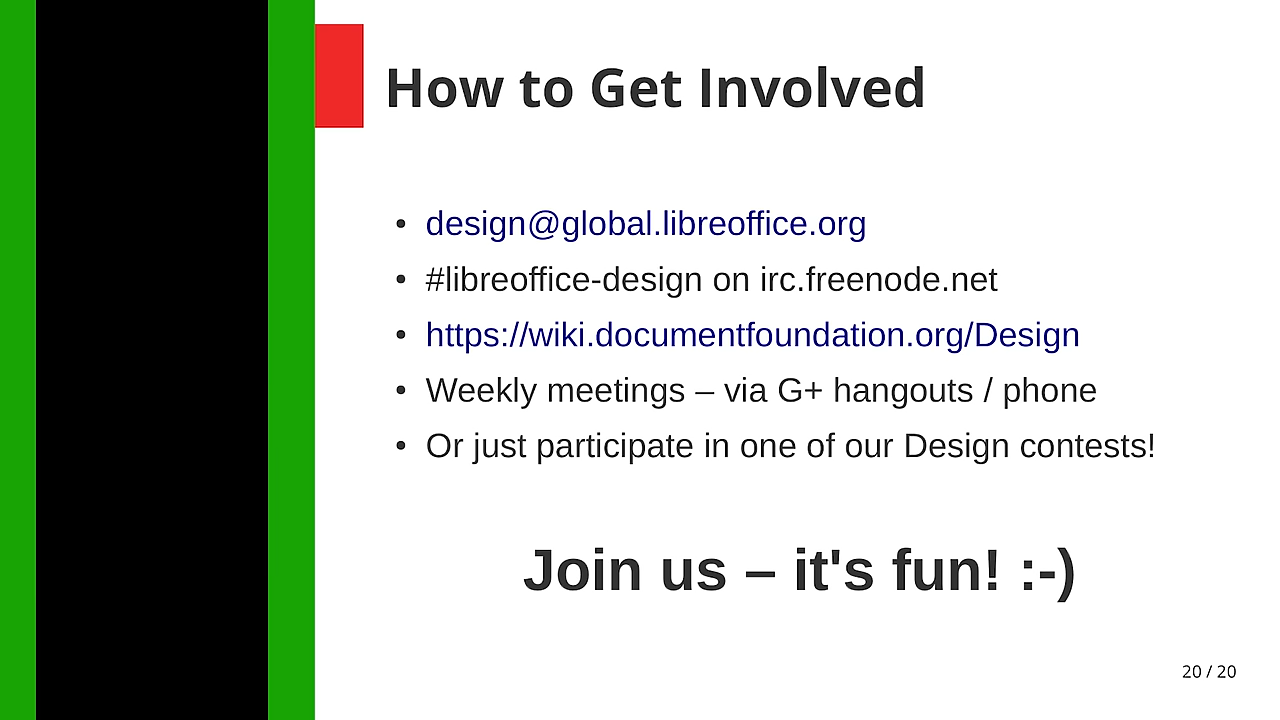 How to Get Involved
• design@global.libreoffice.org
• #libreoffice-design on irc.freenode.net
• https://wiki.documentfoundation.org/Design
• Weekly meetings – via G+ hangouts / phone
• Or just participate in one of our Design contests!
Join us – it's fun! :-)
20 / 20